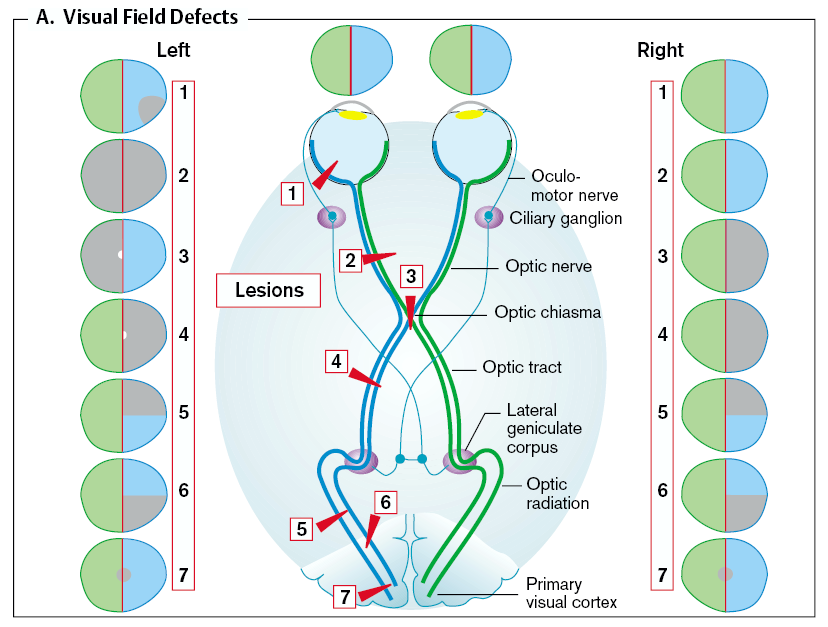 A. Visual Field Defects
Left
Right
1
2
3
4
5
6
7
1
2
3
4
5
6
7
Lesions
1
2
3
4
5
6
7
Oculo-
motor nerve
Ciliary ganglion
Optic nerve
Optic chiasma
Optic tract
Lateral
geniculate
corpus
Optic
radiation
Primary
visual cortex